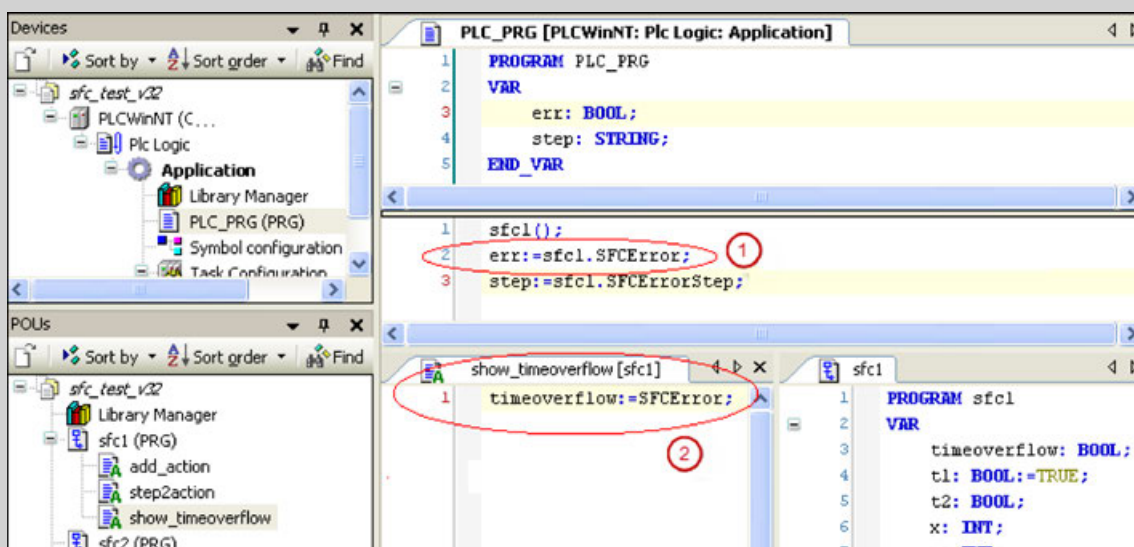 Devices
Sort by
Sort order
Find
sfc_test_v32
PLCWinNT (C...
Plc Logic
Application
Library Manager
PLC_PRG (PRG)
Symbol configuration
Task Configuration
POUs
Sort by
Sort order
Find
sfc_test_v32
Library Manager
sfc1 (PRG)
add_action
step2action
show_timeoverflow
sfc2 (PRG)
PLC_PRG [PLCWinNT: Plc Logic: Application]
1 PROGRAM PLC_PRG
2 VAR
3 err: BOOL;
4 step: STRING;
5 END_VAR
1 sfc1();
2 err:=sfc1.SFCError;
1
3 step:=sfc1.SFCErrorStep;
show_timeoverflow [sfc1]
1 timeoverflow:=SFCError;
2
sfc1
1 PROGRAM sfc1
2 VAR
3 timeoverflow: BOOL;
4 t1: BOOL:=TRUE;
5 t2: BOOL;
6 x: INT;